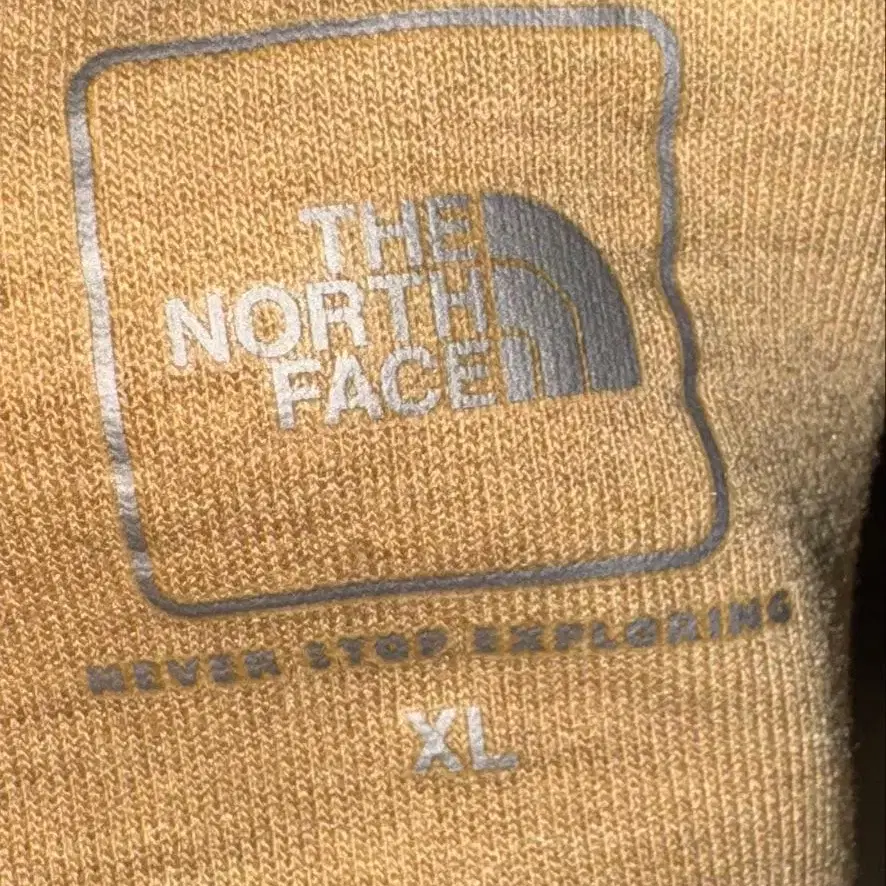 THE
NORTH
FACE
NEVER STOP EXPLORING
XL